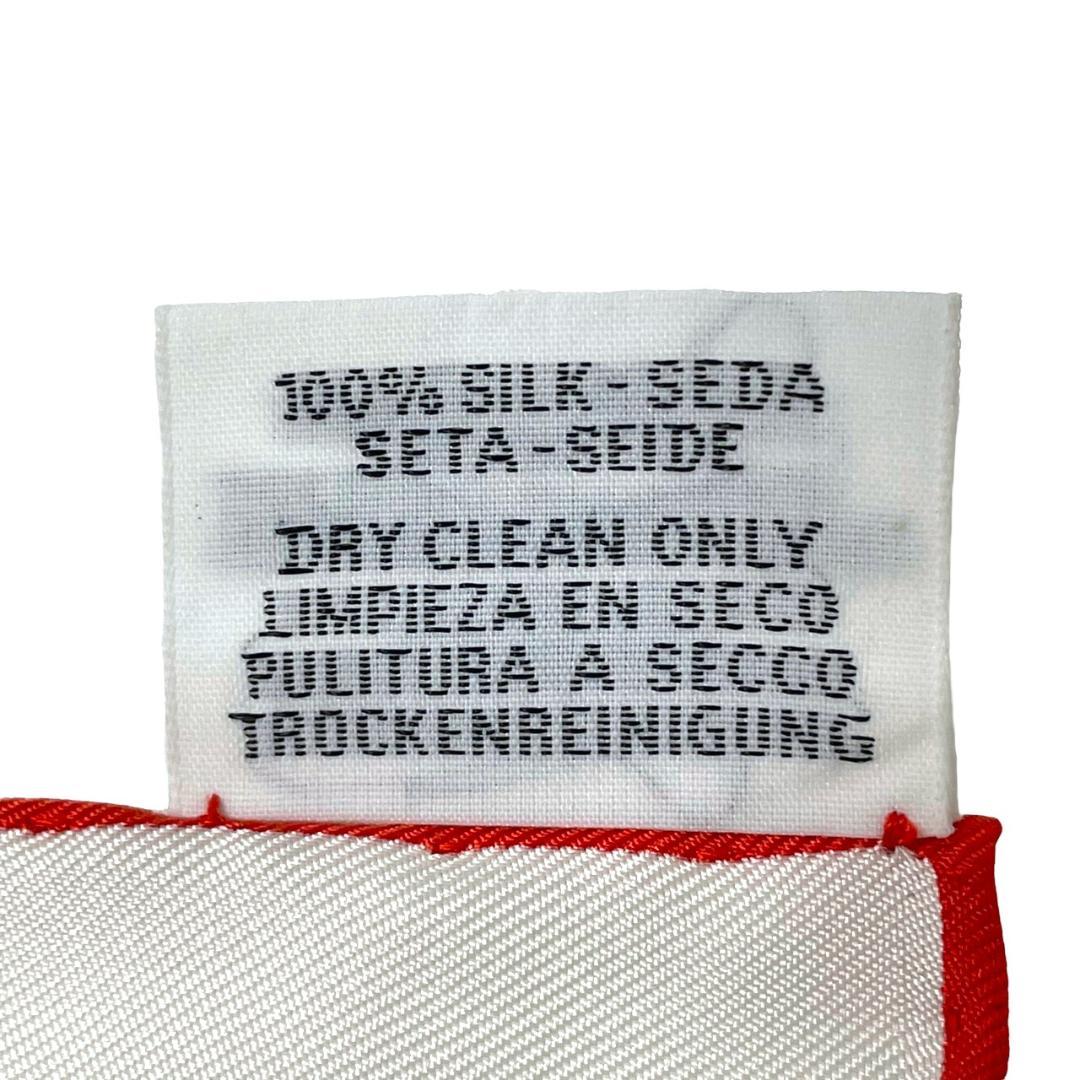 100% SILK - SEDA
SETA - SEIDE
DRY CLEAN ONLY
LIMPIEZA EN SECO
PULITURA A SECCO
TROCKENREINIGUNG